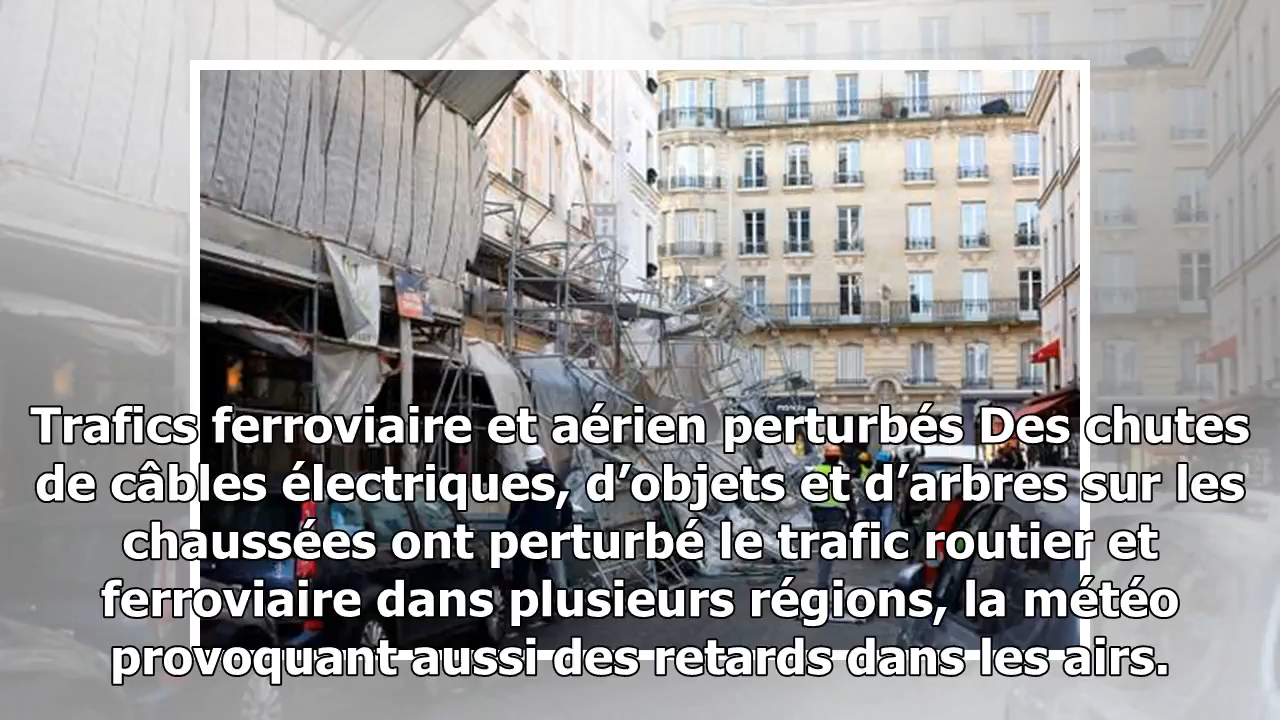 Trafics ferroviaire et aérien perturbés Des chutes
de câbles électriques, d’objets et d’arbres sur les
chaussées ont perturbé le trafic routier et
ferroviaire dans plusieurs régions, la météo
provoquant aussi des retards dans les airs.